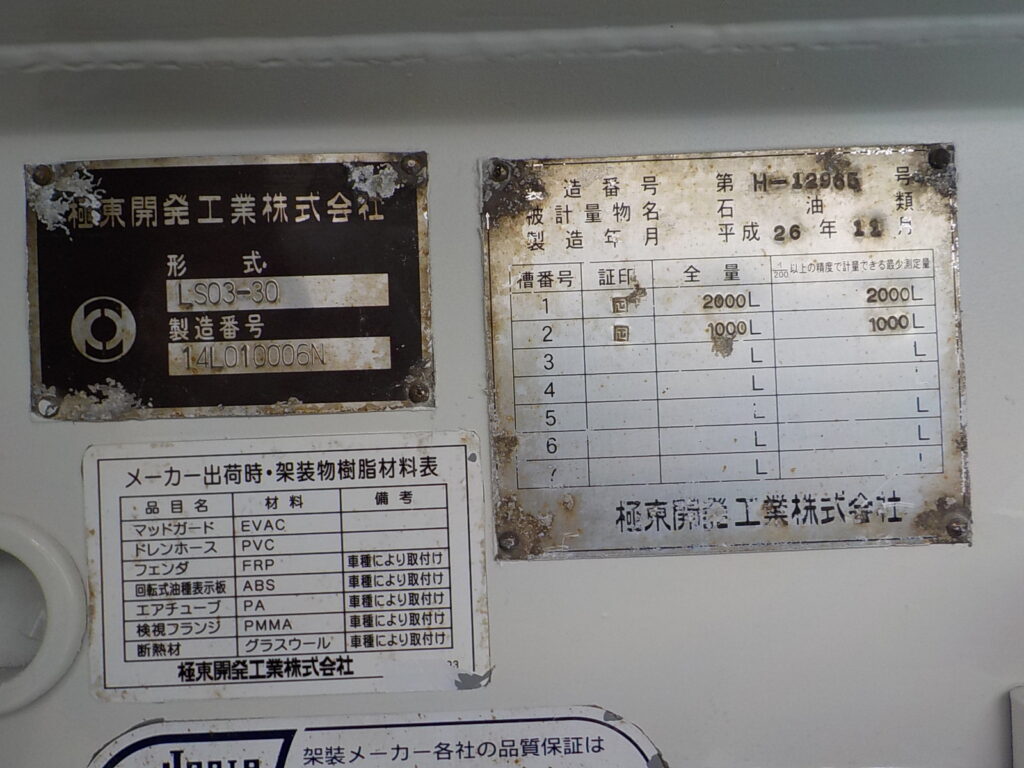 極東開発工業株式会社
形 式
LS03-30
製造番号
14L010006N
製造番号 第 H-12965 号
被計量物名 石油類
製造年月 平成 26 年 11 月
槽番号 証印 全量 1/200 以上の精度で計量できる最少測定量
1 2000L 2000L
2 1000L 1000L
3 L L
4 L
5 L L
6 L L
7 L
極東開発工業株式会社
メーカー出荷時・架装物樹脂材料表
品目名 材料 備考
マッドガード EVAC
ドレンホース PVC
フェンダ FRP 車種により取付け
回転式油種表示板 ABS 車種により取付け
エアチューブ PA 車種により取付け
検視フランジ PMMA 車種により取付け
断熱材 グラスウール 車種により取付け
極東開発工業株式会社
架装メーカー各社の品質保証は